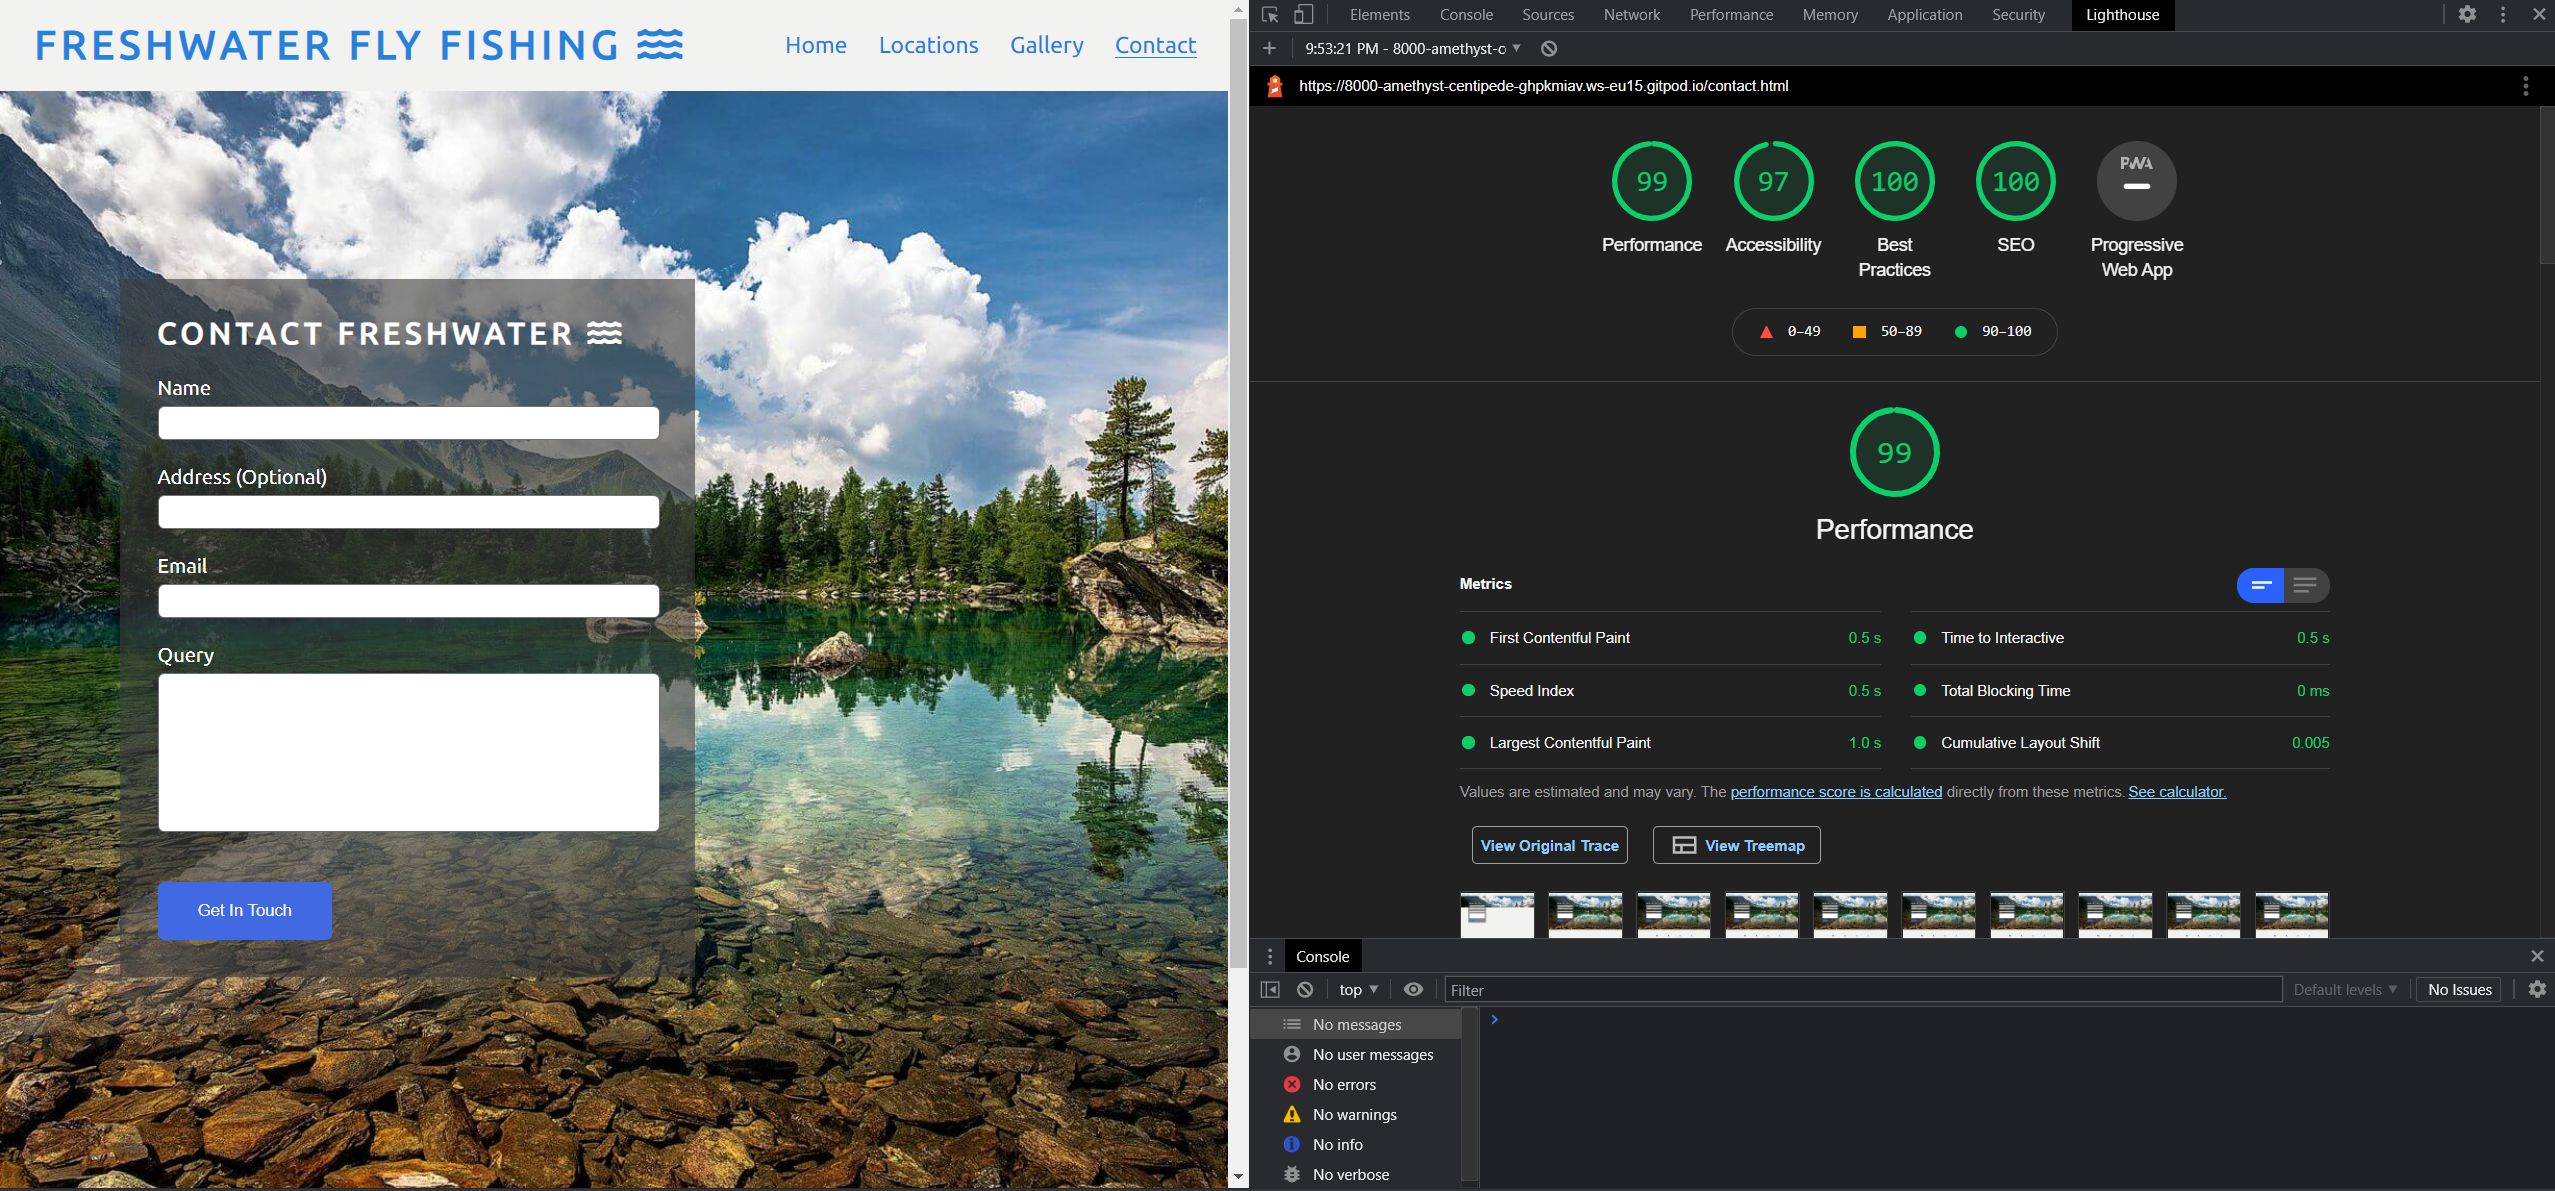 FRESHWATER FLY FISHING
Home Locations Gallery Contact
CONTACT FRESHWATER
Name
Address (Optional)
Email
Query
Get In Touch
Elements Console Sources Network Performance Memory Application Security Lighthouse
9:53:21 PM - 8000-amethyst-c
https://8000-amethyst-centipede-ghpkmiav.ws-eu15.gitpod.io/contact.html
99 97 100 100 PWA
Performance Accessibility Best Practices SEO Progressive Web App
0–49 50–89 90–100
99
Performance
Metrics
First Contentful Paint 0.5 s
Time to Interactive 0.5 s
Speed Index 0.5 s
Total Blocking Time 0 ms
Largest Contentful Paint 1.0 s
Cumulative Layout Shift 0.005
Values are estimated and may vary. The performance score is calculated directly from these metrics. See calculator.
View Original Trace View Treemap
Console
top Filter Default levels No Issues
No messages
No user messages
No errors
No warnings
No info
No verbose